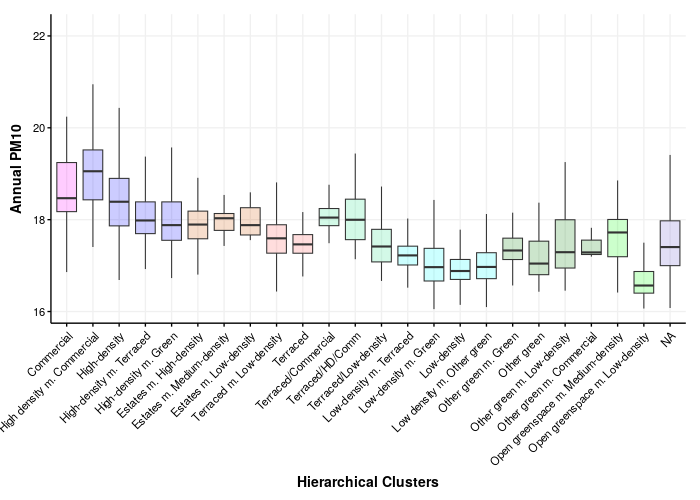 Annual PM10
22
20
18
16
Commercial
High density m. Commercial
High-density
High-density m. Terraced
High-density m. Green
Estates m. High-density
Estates m. Medium-density
Estates m. Low-density
Terraced m. Low-density
Terraced
Terraced/Commercial
Terraced/HD/Comm
Terraced/Low-density
Low-density m. Terraced
Low-density m. Green
Low-density
Low density m. Other green
Other green m. Green
Other green
Other green m. Low-density
Other green m. Commercial
Open greenspace m. Medium-density
Open greenspace m. Low-density
NA
Hierarchical Clusters